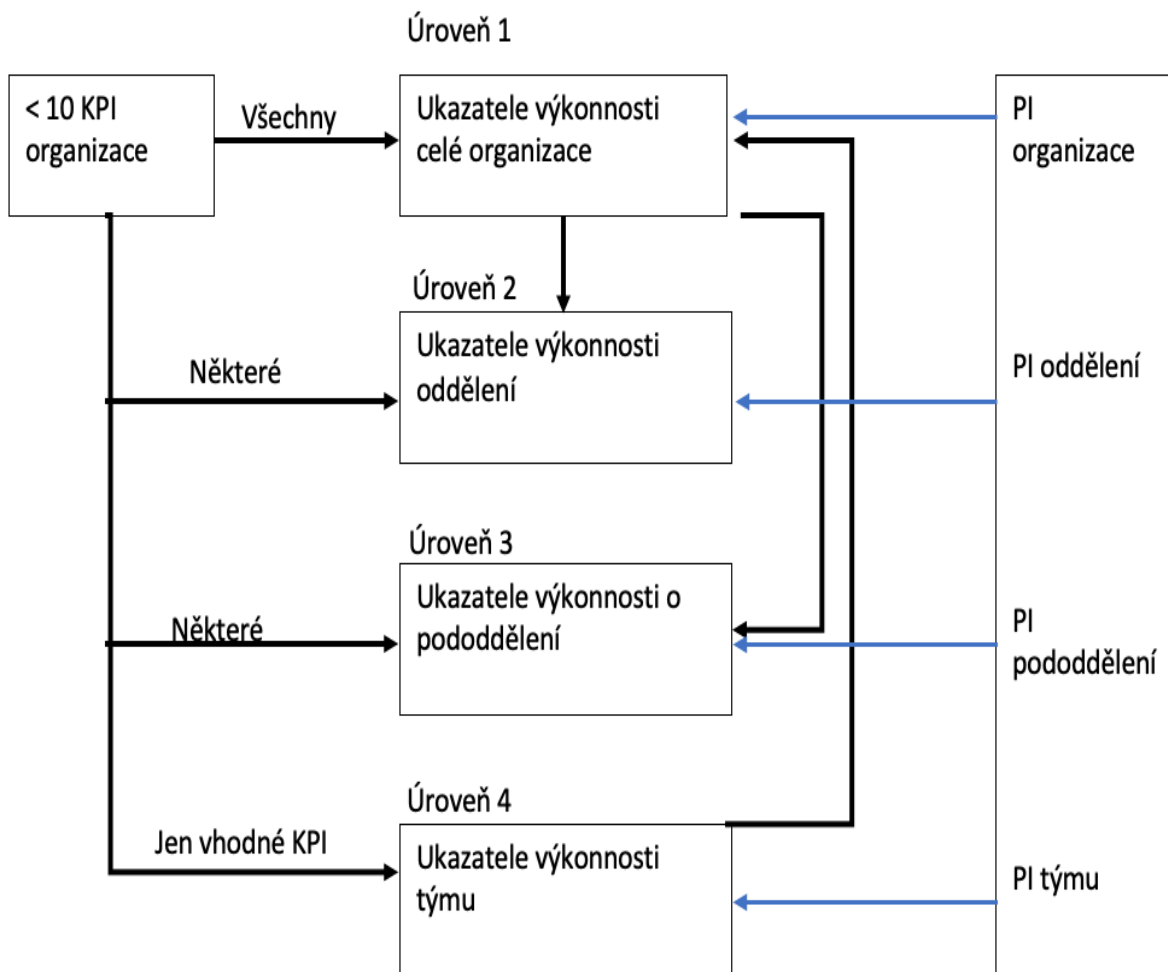 Úroveň 1
< 10 KPI
organizace
Všechny
Ukazatele výkonnosti
celé organizace
PI
organizace
Úroveň 2
Některé
Ukazatele výkonnosti
oddělení
PI oddělení
Úroveň 3
Některé
Ukazatele výkonnosti o
pododdělení
PI
pododdělení
Úroveň 4
Jen vhodné KPI
Ukazatele výkonnosti
týmu
PI týmu